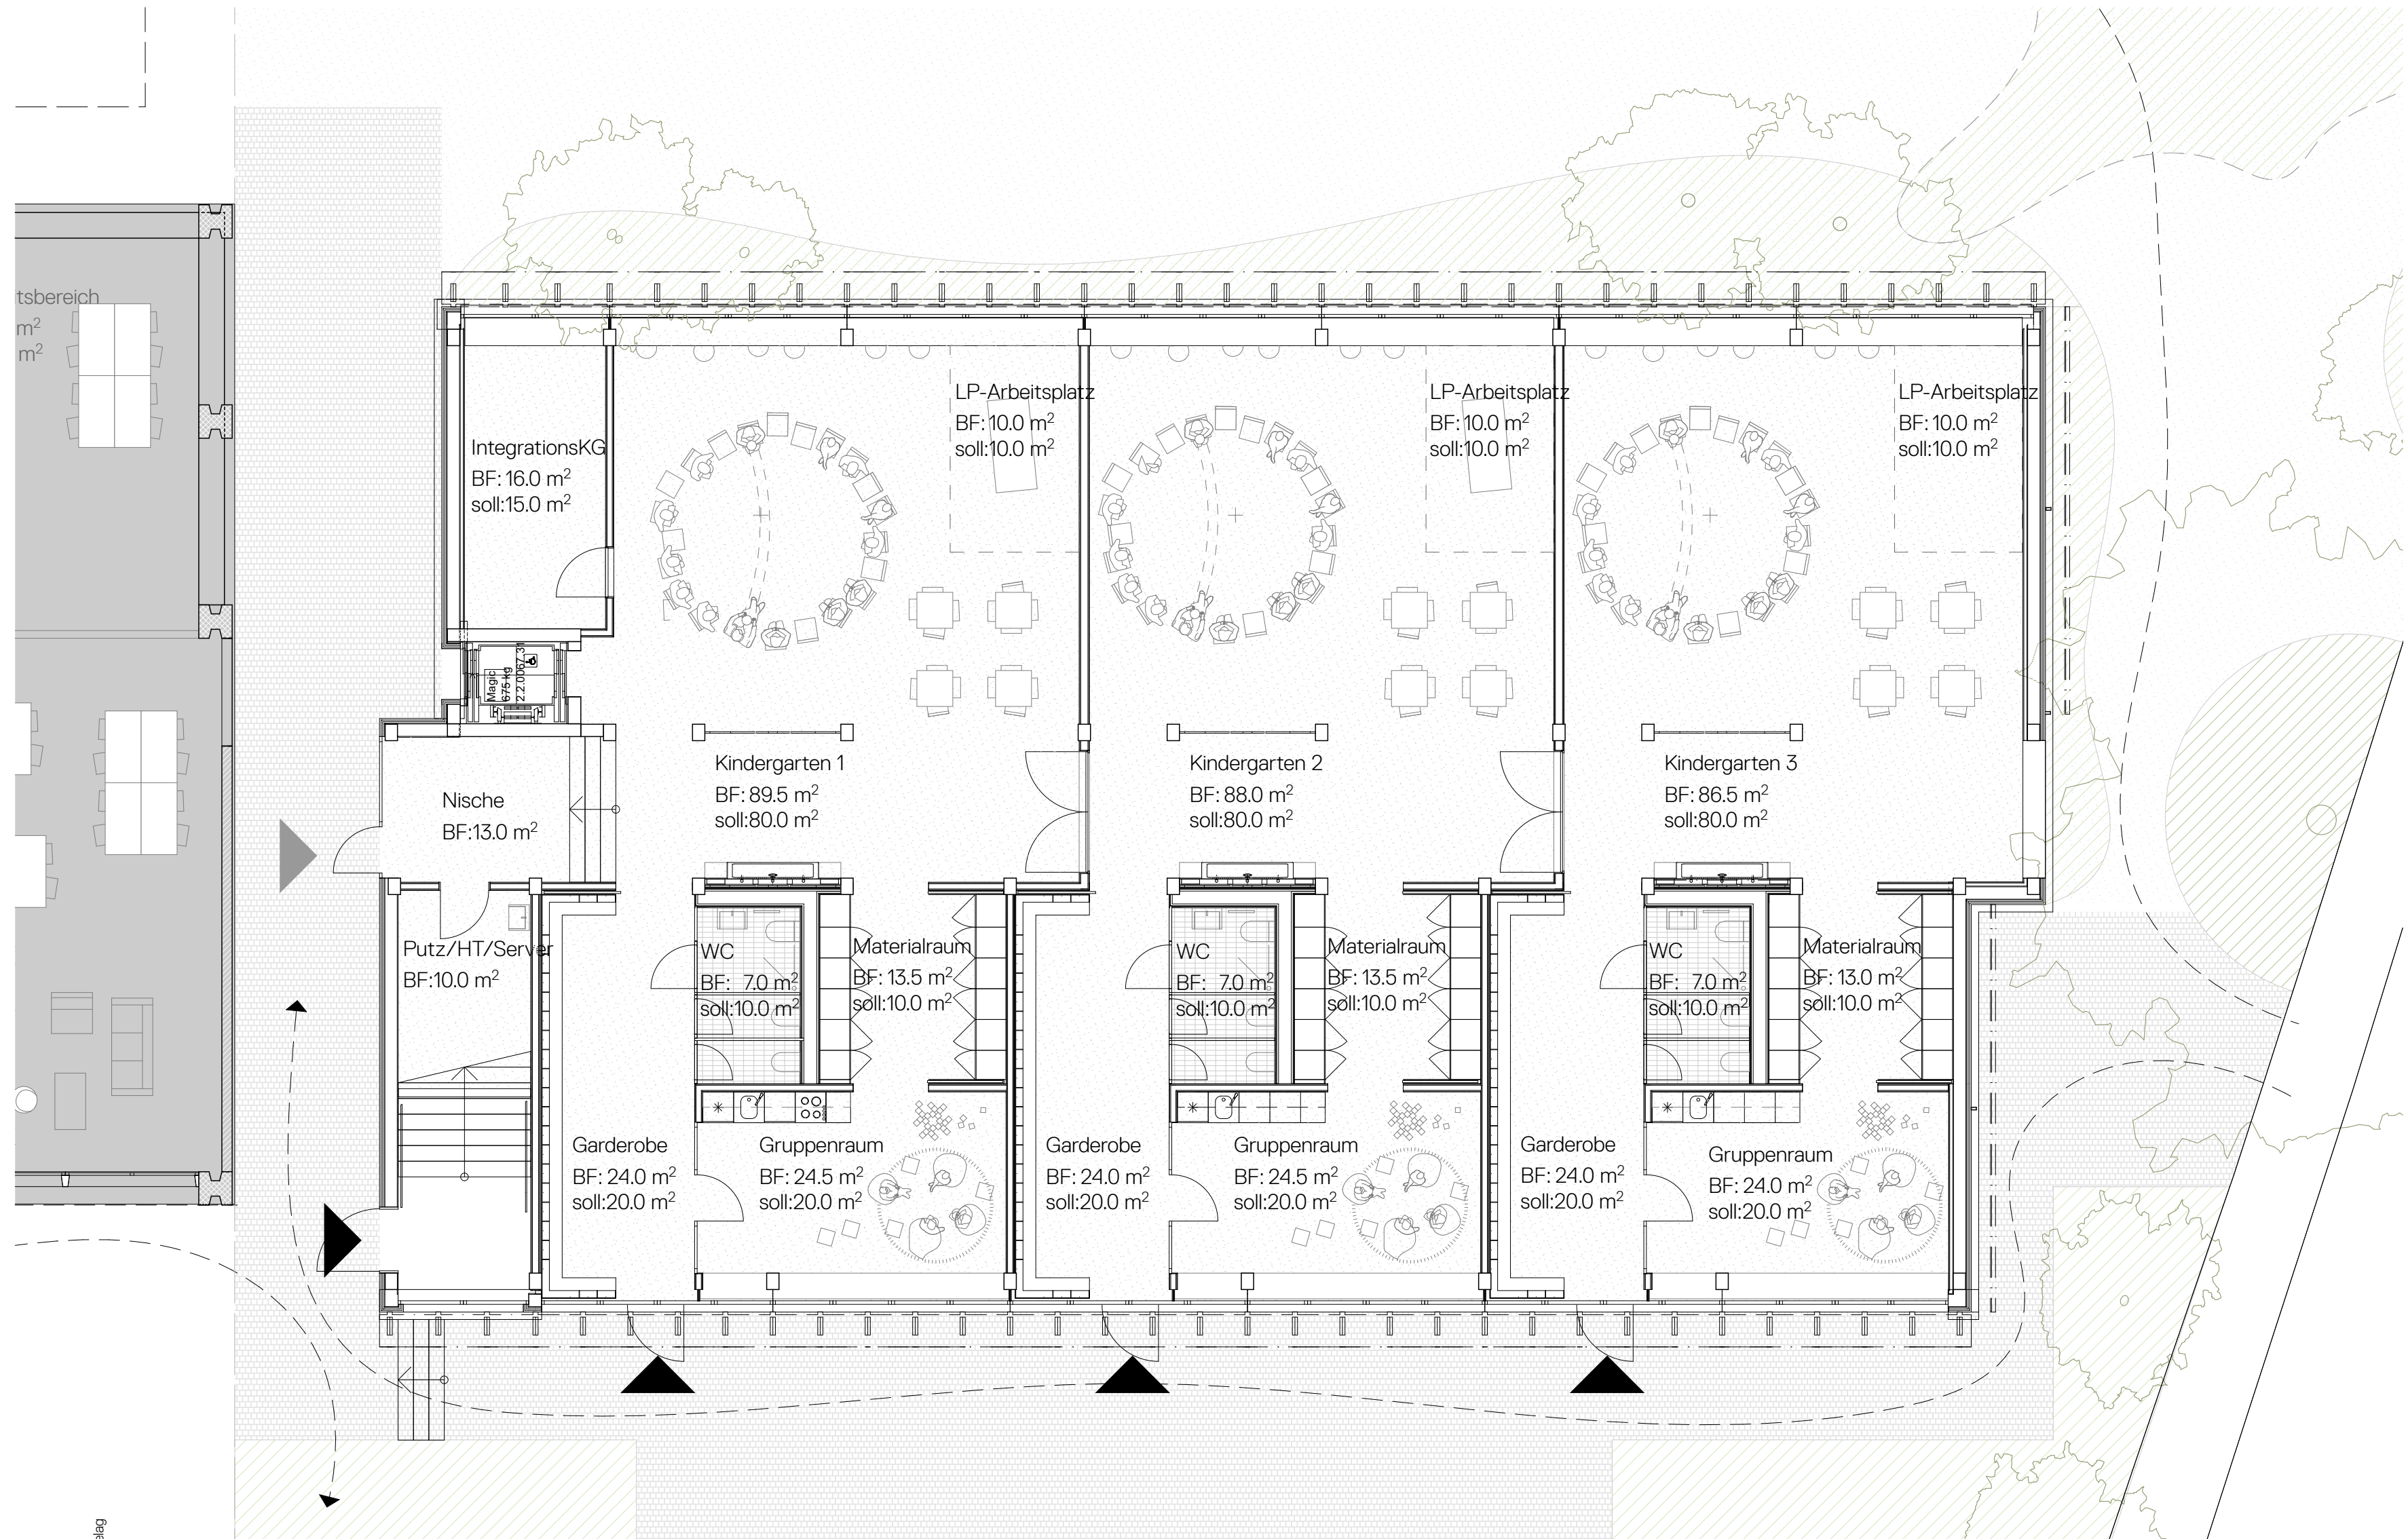 tsbereich
m²
m²
IntegrationsKG
BF: 16.0 m²
soll:15.0 m²
LP-Arbeitsplatz
BF: 10.0 m²
soll:10.0 m²
LP-Arbeitsplatz
BF: 10.0 m²
soll:10.0 m²
LP-Arbeitsplatz
BF: 10.0 m²
soll:10.0 m²
Magic
675 kg
2.2.0067.31
Nische
BF:13.0 m²
Kindergarten 1
BF: 89.5 m²
soll:80.0 m²
Kindergarten 2
BF: 88.0 m²
soll:80.0 m²
Kindergarten 3
BF: 86.5 m²
soll:80.0 m²
Putz/HT/Server
BF:10.0 m²
WC
BF: 7.0 m²
soll:10.0 m²
Materialraum
BF: 13.5 m²
soll:10.0 m²
WC
BF: 7.0 m²
soll:10.0 m²
Materialraum
BF: 13.5 m²
soll:10.0 m²
WC
BF: 7.0 m²
soll:10.0 m²
Materialraum
BF: 13.0 m²
soll:10.0 m²
Garderobe
BF: 24.0 m²
soll:20.0 m²
Gruppenraum
BF: 24.5 m²
soll:20.0 m²
Garderobe
BF: 24.0 m²
soll:20.0 m²
Gruppenraum
BF: 24.5 m²
soll:20.0 m²
Garderobe
BF: 24.0 m²
soll:20.0 m²
Gruppenraum
BF: 24.0 m²
soll:20.0 m²
elag